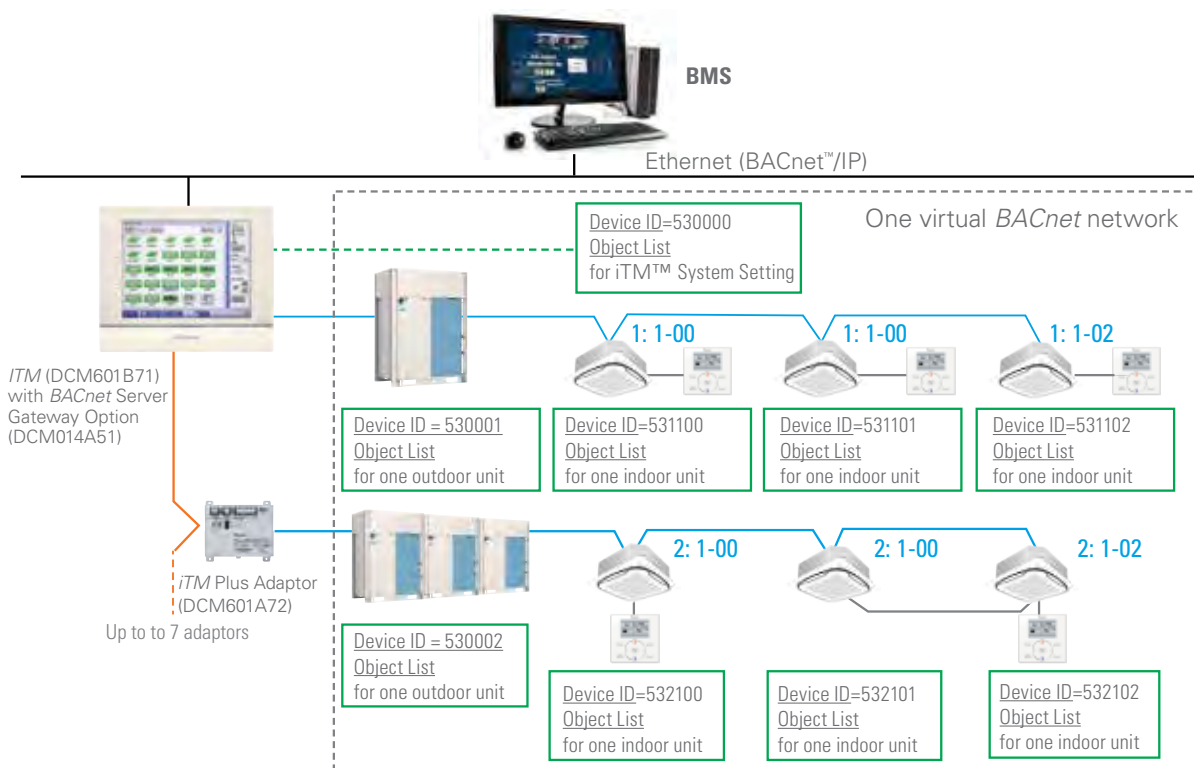 BMS
Ethernet (BACnet™/IP)
One virtual BACnet network
Device ID=530000
Object List
for iTM™ System Setting
1: 1-00
1: 1-00
1: 1-02
ITM (DCM601B71)
with BACnet Server
Gateway Option
(DCM014A51)
Device ID = 530001
Object List
for one outdoor unit
Device ID=531100
Object List
for one indoor unit
Device ID=531101
Object List
for one indoor unit
Device ID=531102
Object List
for one indoor unit
2: 1-00
2: 1-00
2: 1-02
iTM Plus Adaptor
(DCM601A72)
Up to to 7 adaptors
Device ID = 530002
Object List
for one outdoor unit
Device ID=532100
Object List
for one indoor unit
Device ID=532101
Object List
for one indoor unit
Device ID=532102
Object List
for one indoor unit